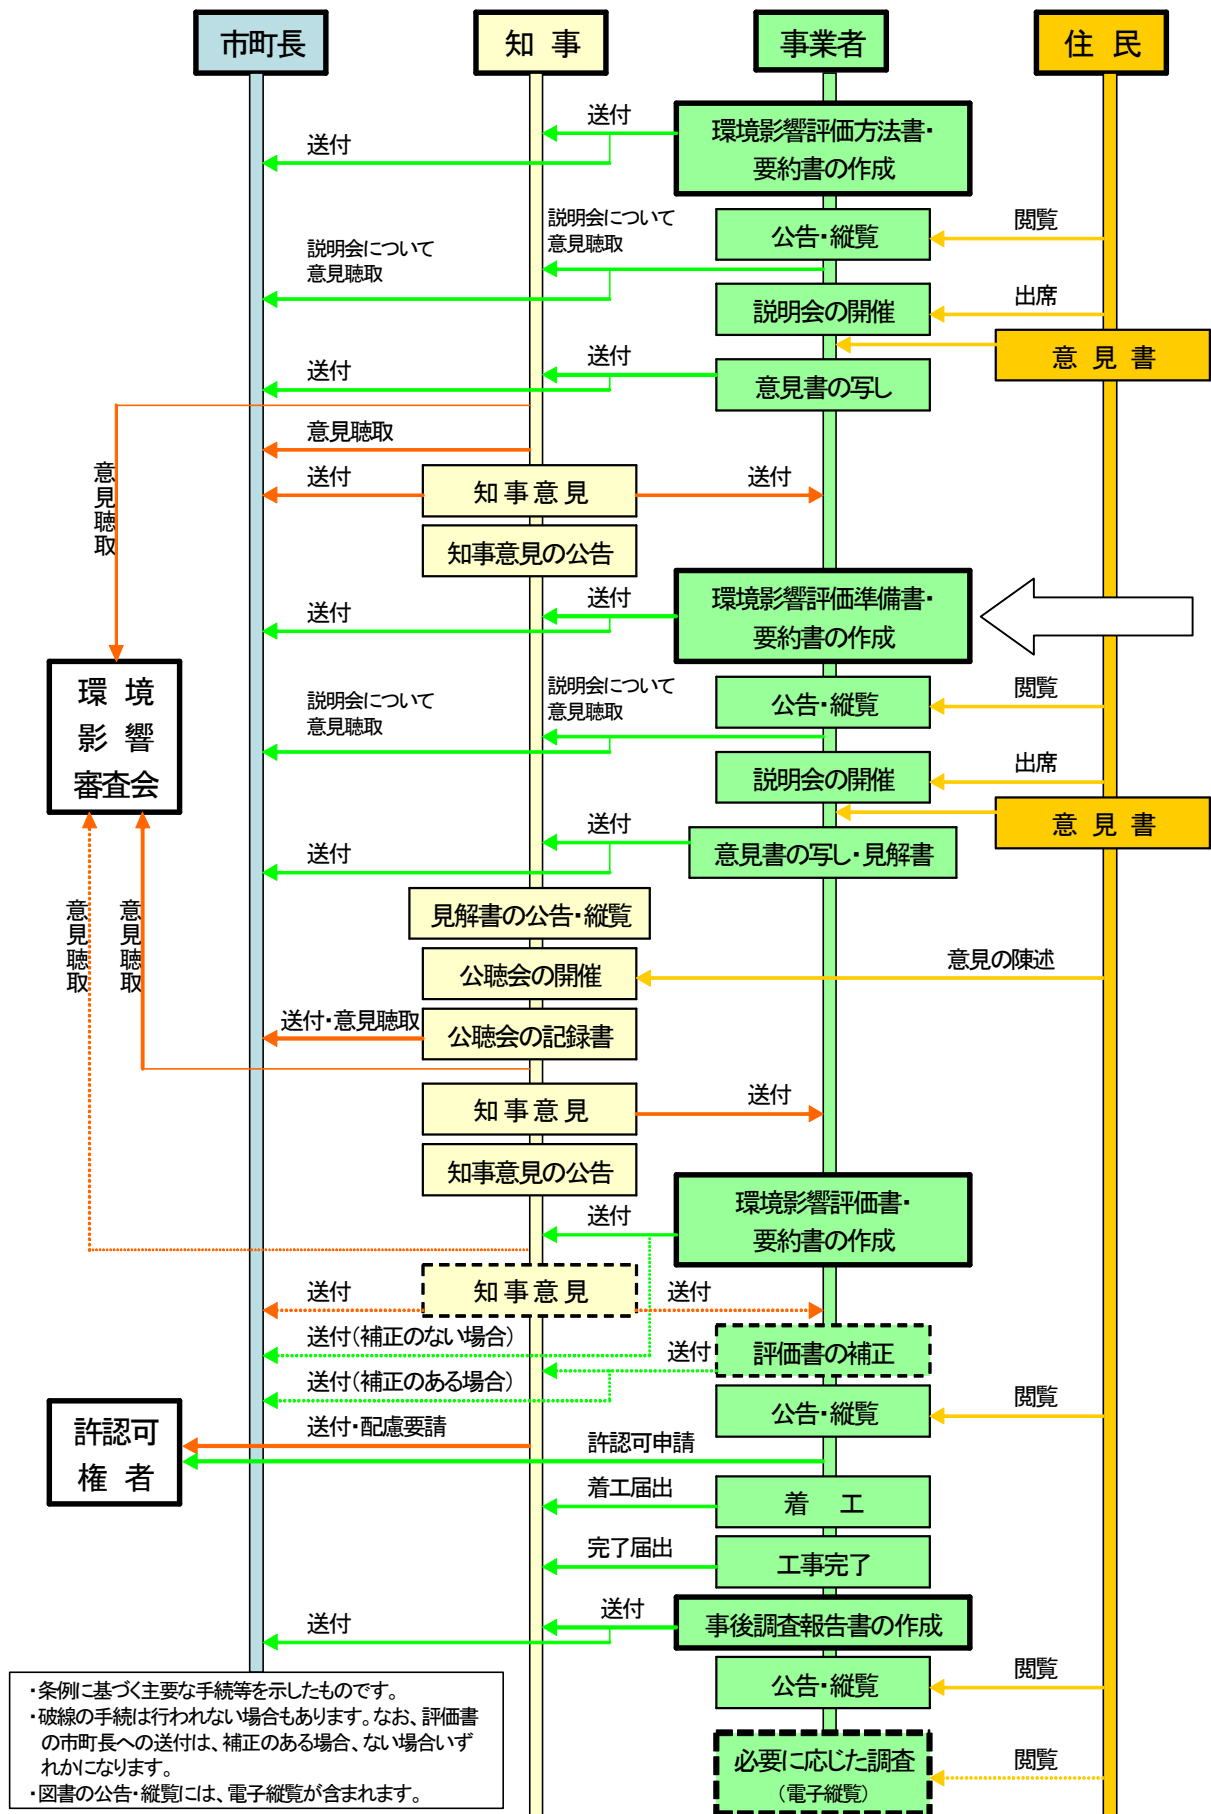 市町長
知 事
事業者
住 民
送付
送付
環境影響評価方法書・
要約書の作成
説明会について
意見聴取
説明会について
意見聴取
公告・縦覧
閲覧
説明会の開催
出席
意 見 書
送付
送付
意見書の写し
意見聴取
意見聴取
送付
知 事 意 見
送付
知事意見の公告
環境影響評価準備書・
要約書の作成
送付
送付
環 境
影 響
審査会
説明会について
意見聴取
説明会について
意見聴取
公告・縦覧
閲覧
説明会の開催
出席
意 見 書
送付
送付
意見書の写し・見解書
意見聴取
意見聴取
見解書の公告・縦覧
公聴会の開催
意見の陳述
送付・意見聴取
公聴会の記録書
知 事 意 見
送付
知事意見の公告
環境影響評価書・
要約書の作成
送付
送付
知 事 意 見
送付
送付（補正のない場合）
送付
評価書の補正
送付（補正のある場合）
公告・縦覧
閲覧
許認可
権 者
送付・配慮要請
許認可申請
着工届出
着 工
完了届出
工事完了
送付
送付
事後調査報告書の作成
公告・縦覧
閲覧
必要に応じた調査
（電子縦覧）
閲覧
・条例に基づく主要な手続等を示したものです。
・破線の手続は行われない場合もあります。なお、評価書
の市町長への送付は、補正のある場合、ない場合いず
れかになります。
・図書の公告・縦覧には、電子縦覧が含まれます。